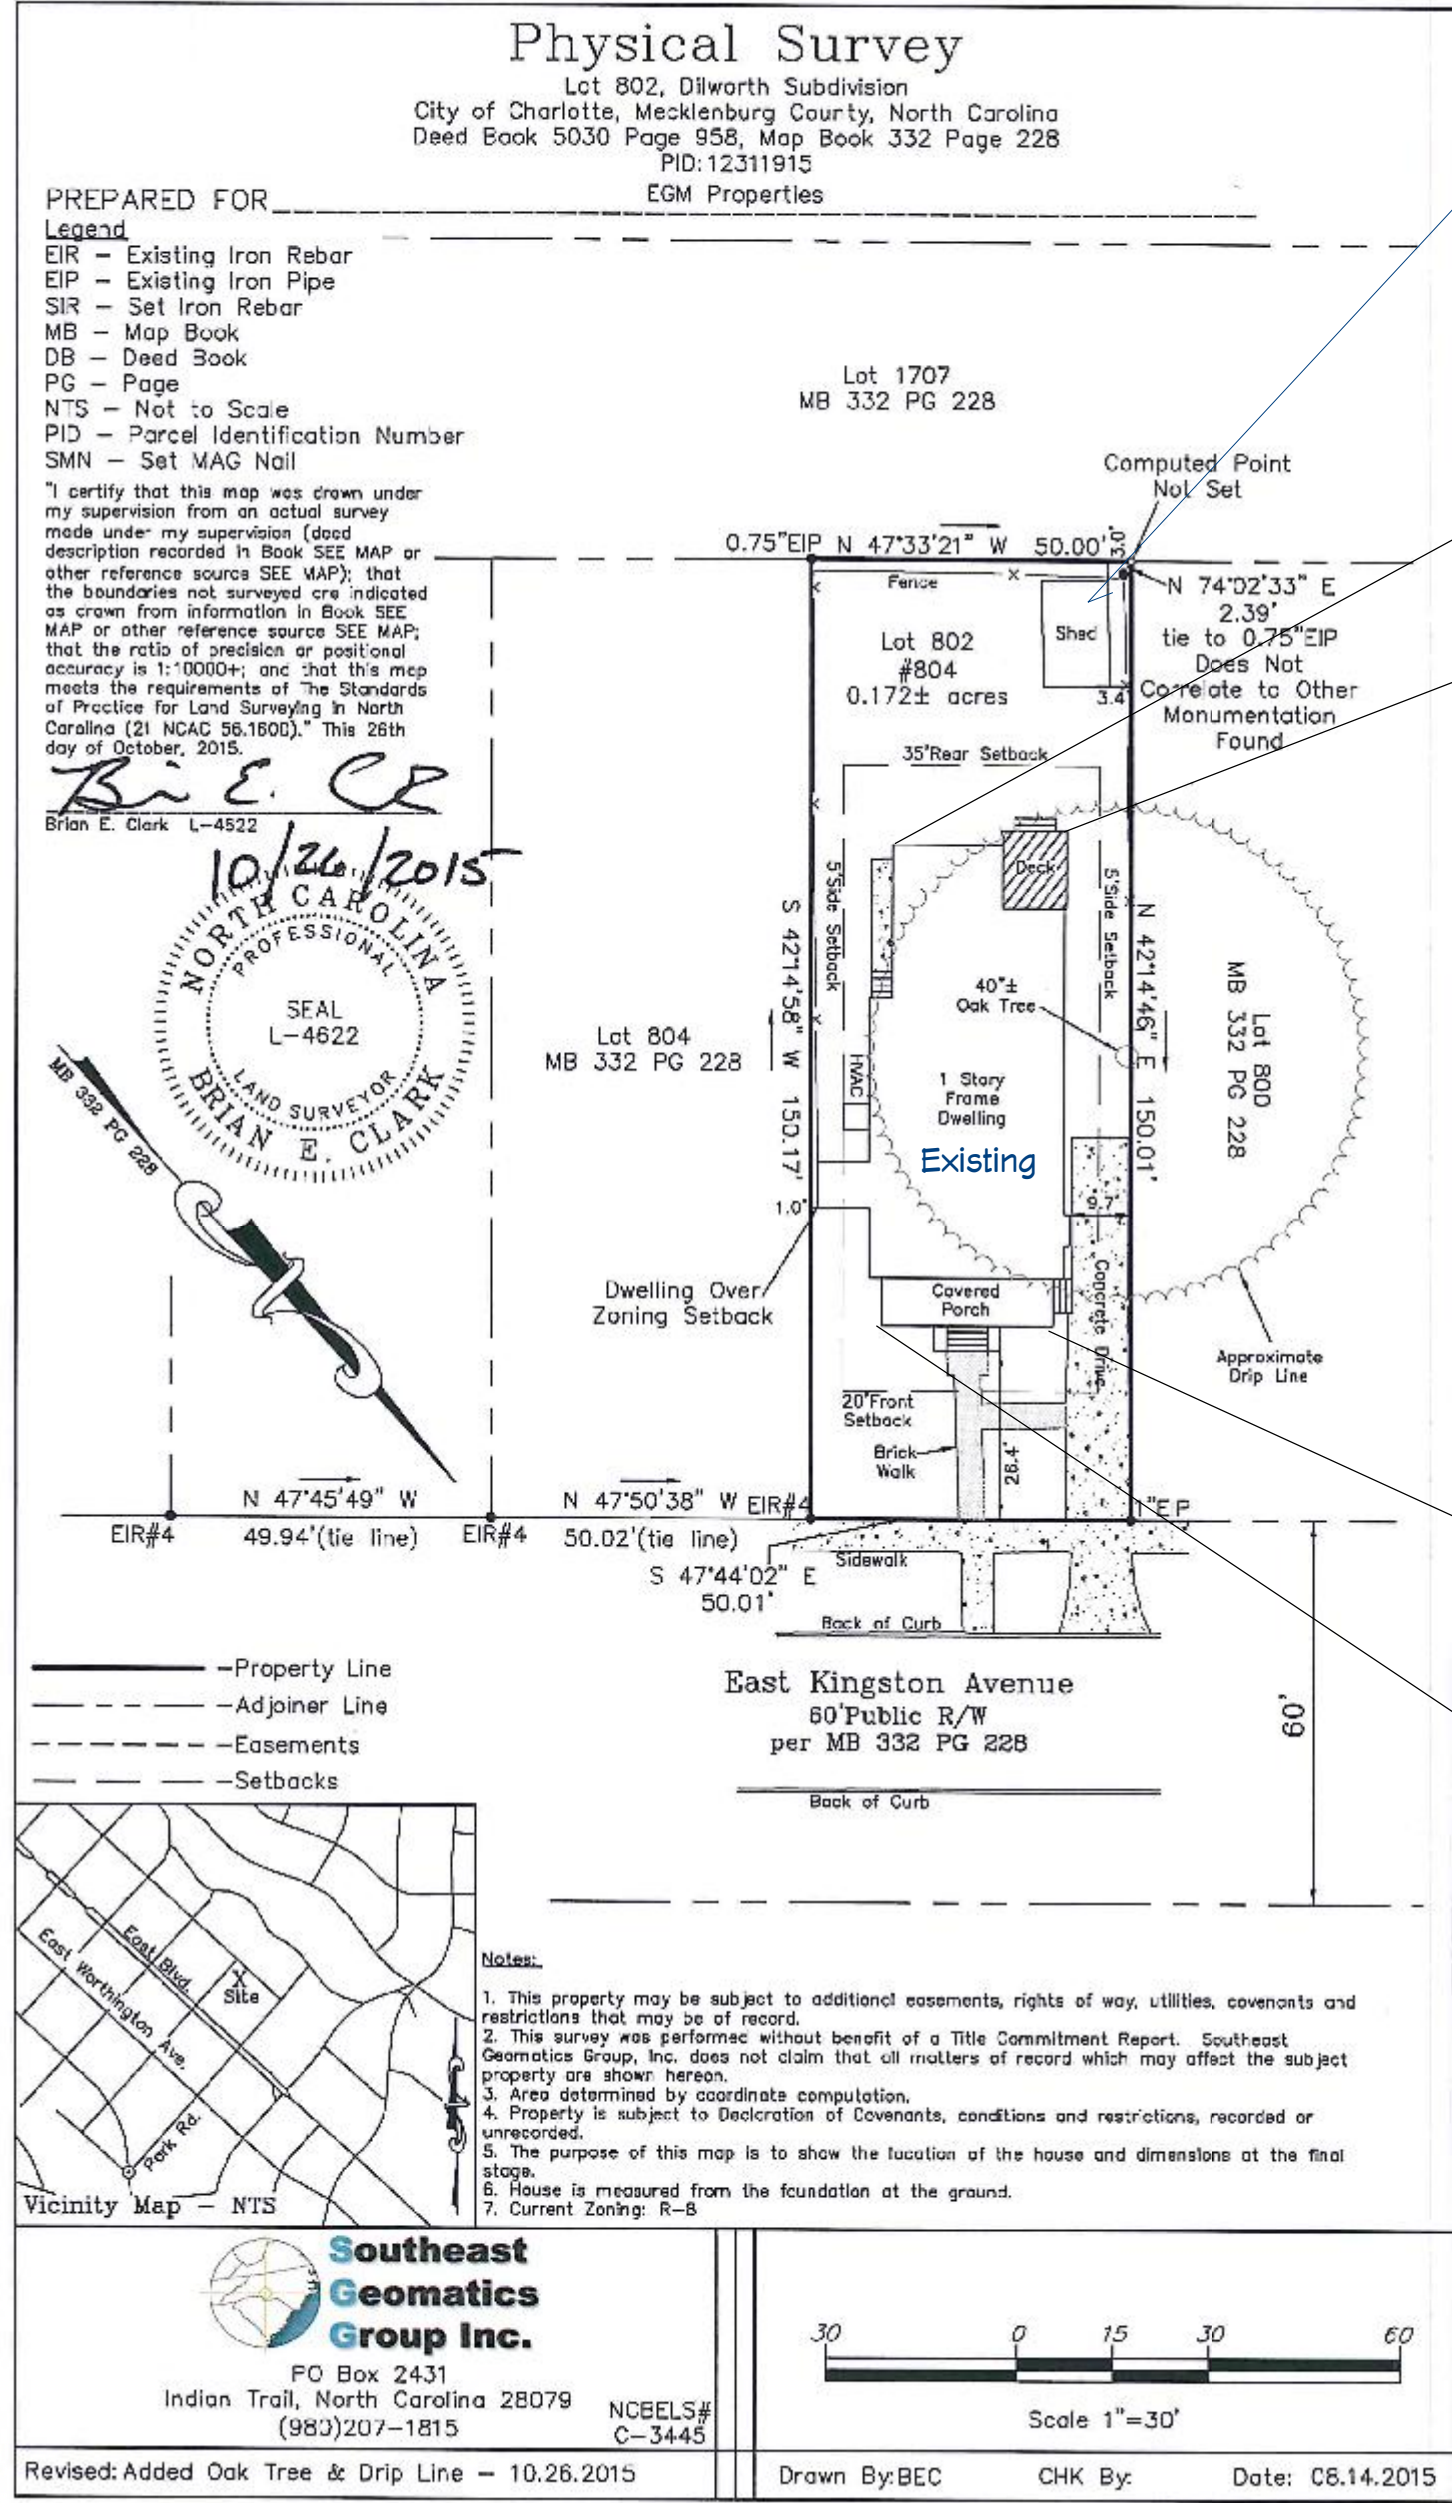 Physical Survey
Lot 802, Dilworth Subdivision
City of Charlotte, Mecklenburg County, North Carolina
Deed Book 5030 Page 958, Map Book 332 Page 228
PID:12311915
PREPARED FOR EGM Properties
Legend
EIR – Existing Iron Rebar
EIP – Existing Iron Pipe
SIR – Set Iron Rebar
MB – Map Book
DB – Deed Book
PG – Page
NTS – Not to Scale
PID – Parcel Identification Number
SMN – Set MAG Nail
"I certify that this map was drawn under
my supervision from an actual survey
made under my supervision (deed
description recorded in Book SEE MAP or
other reference source SEE MAP); that
the boundaries not surveyed are indicated
as drawn from information in Book SEE
MAP or other reference source SEE MAP;
that the ratio of precision or positional
accuracy is 1:10000+; and that this map
meets the requirements of The Standards
of Practice for Land Surveying in North
Carolina (21 NCAC 56.1600)." This 26th
day of October, 2015.
Brian E. Clark L-4522
10/26/2015
NORTH CAROLINA
PROFESSIONAL
SEAL
L-4622
LAND SURVEYOR
BRIAN E. CLARK
MB 332 PG 228
Lot 1707
MB 332 PG 228
Computed Point
Not Set
0.75"EIP N 47°33'21" W 50.00'
3.0'
Fence
Shed
3.4'
N 74°02'33" E
2.39'
tie to 0.75"EIP
Does Not
Correlate to Other
Monumentation
Found
Lot 802
#804
0.172± acres
35'Rear Setback
Deck
5'Side Setback
5'Side Setback
S 42°14'58" W 150.17'
N 42°14'46" E 150.01'
40"±
Oak Tree
Lot 804
MB 332 PG 228
Lot 800
MB 332 PG 228
HVAC
1 Story
Frame
Dwelling
Existing
1.0'
9.7'
Dwelling Over
Zoning Setback
Covered
Porch
Concrete Drive
Approximate
Drip Line
20'Front
Setback
Brick
Walk
26.4'
N 47°45'49" W
N 47°50'38" W EIR#4
1"EIP
EIR#4
49.94'(tie line)
EIR#4
50.02'(tie line)
Sidewalk
S 47°44'02" E
50.01'
Back of Curb
East Kingston Avenue
60'Public R/W
per MB 332 PG 228
60'
Back of Curb
—Property Line
—Adjoiner Line
—Easements
—Setbacks
East Blvd.
East Worthington Ave.
X
Site
Park Rd.
Vicinity Map – NTS
Notes:
1. This property may be subject to additional easements, rights of way, utilities, covenants and
restrictions that may be of record.
2. This survey was performed without benefit of a Title Commitment Report. Southeast
Geomatics Group, Inc. does not claim that all matters of record which may affect the subject
property are shown hereon.
3. Area determined by coordinate computation.
4. Property is subject to Declaration of Covenants, conditions and restrictions, recorded or
unrecorded.
5. The purpose of this map is to show the location of the house and dimensions at the final
stage.
6. House is measured from the foundation at the ground.
7. Current Zoning: R-8
Southeast
Geomatics
Group Inc.
PO Box 2431
Indian Trail, North Carolina 28079
(980)207-1815
NCBELS#
C-3445
30 0 15 30 60
Scale 1"=30'
Revised: Added Oak Tree & Drip Line – 10.26.2015
Drawn By:BEC CHK By: Date: 08.14.2015